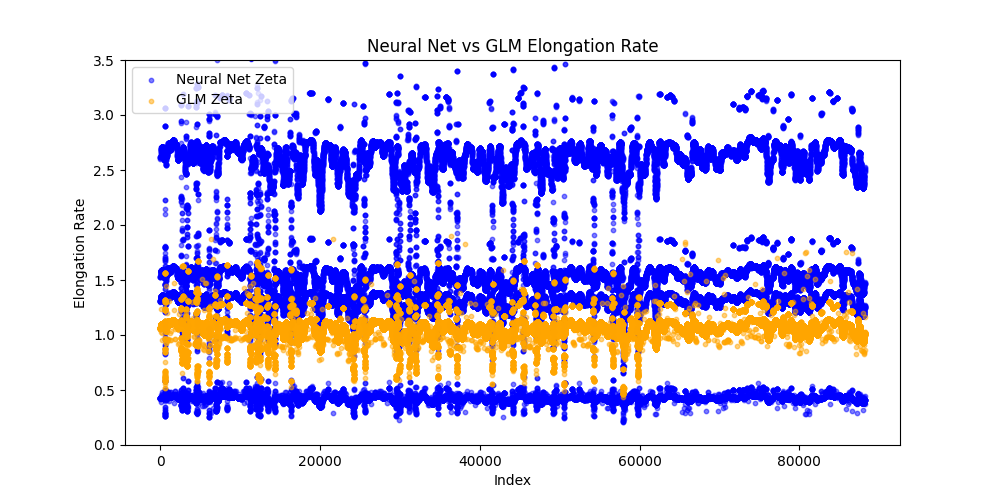 Neural Net vs GLM Elongation Rate
Neural Net Zeta
GLM Zeta
Elongation Rate
3.5
3.0
2.5
2.0
1.5
1.0
0.5
0.0
0
20000
40000
60000
80000
Index